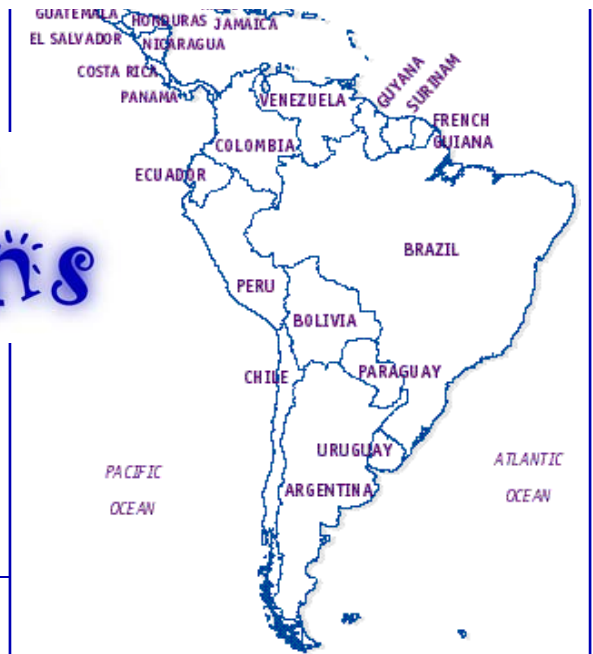 GUATEMALA
HONDURAS
JAMAICA
EL SALVADOR
NICARAGUA
COSTA RICA
PANAMA
VENEZUELA
GUYANA
SURINAM
FRENCH
GUIANA
COLOMBIA
ECUADOR
BRAZIL
ns
PERU
BOLIVIA
CHILE
PARAGUAY
URUGUAY
ARGENTINA
PACIFIC
OCEAN
ATLANTIC
OCEAN